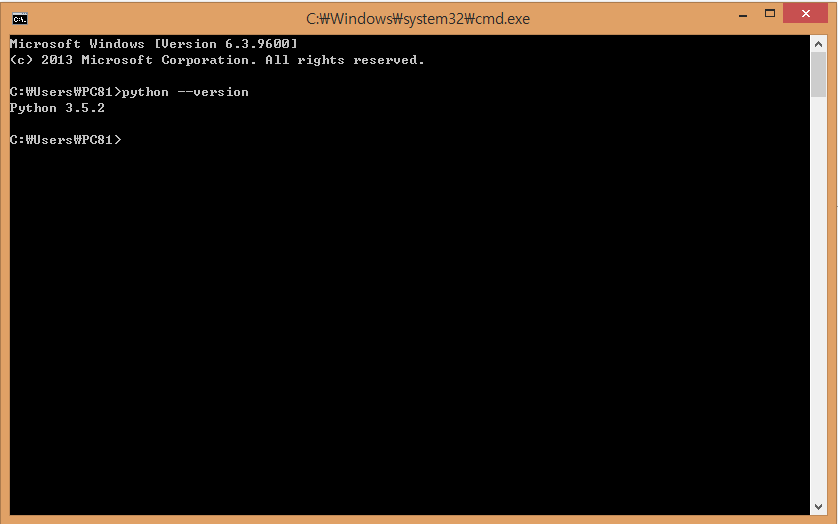 C:₩Windows₩system32₩cmd.exe
Microsoft Windows [Version 6.3.9600]
(c) 2013 Microsoft Corporation. All rights reserved.
C:₩Users₩PC81>python --version
Python 3.5.2
C:₩Users₩PC81>